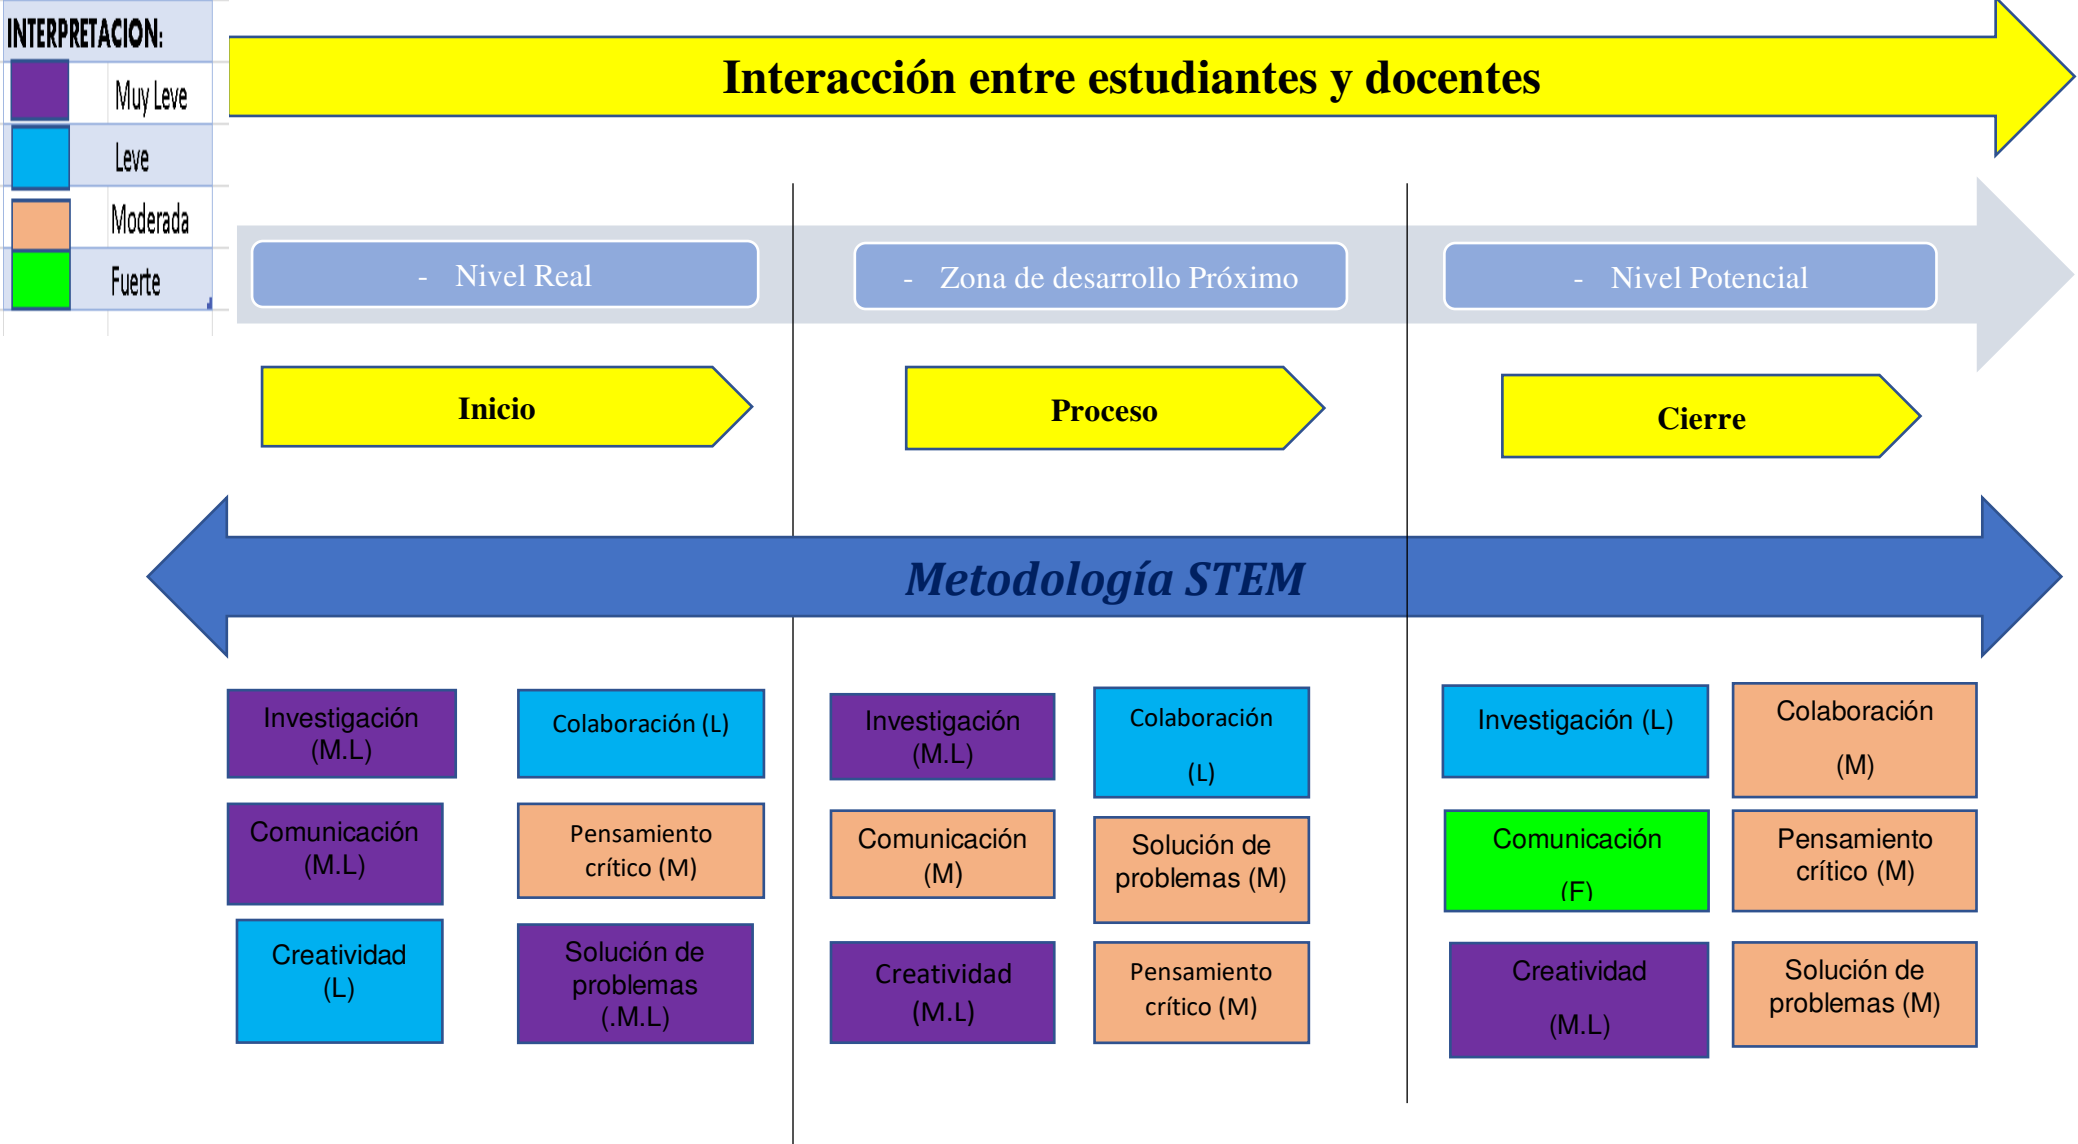 INTERPRETACION:
Muy Leve
Leve
Moderada
Fuerte
Interacción entre estudiantes y docentes
- Nivel Real
- Zona de desarrollo Próximo
- Nivel Potencial
Inicio
Proceso
Cierre
Metodología STEM
Investigación
(M.L)
Colaboración (L)
Comunicación
(M.L)
Pensamiento
crítico (M)
Creatividad
(L)
Solución de
problemas
(.M.L)
Investigación
(M.L)
Colaboración
(L)
Comunicación
(M)
Solución de
problemas (M)
Creatividad
(M.L)
Pensamiento
crítico (M)
Investigación (L)
Colaboración
(M)
Comunicación
(F)
Pensamiento
crítico (M)
Creatividad
(M.L)
Solución de
problemas (M)